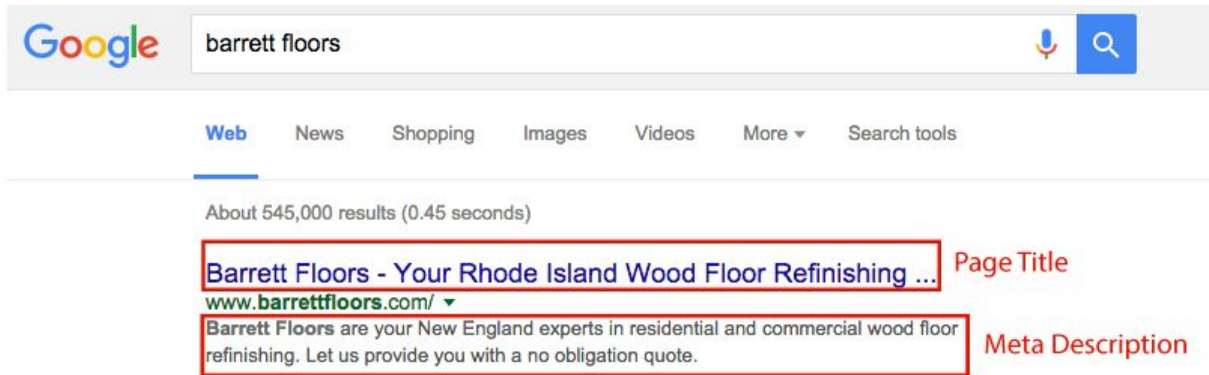 Google barrett floors
Web News Shopping Images Videos More Search tools
About 545,000 results (0.45 seconds)
Barrett Floors - Your Rhode Island Wood Floor Refinishing ... Page Title
www.barrettfloors.com/
Barrett Floors are your New England experts in residential and commercial wood floor
refinishing. Let us provide you with a no obligation quote. Meta Description